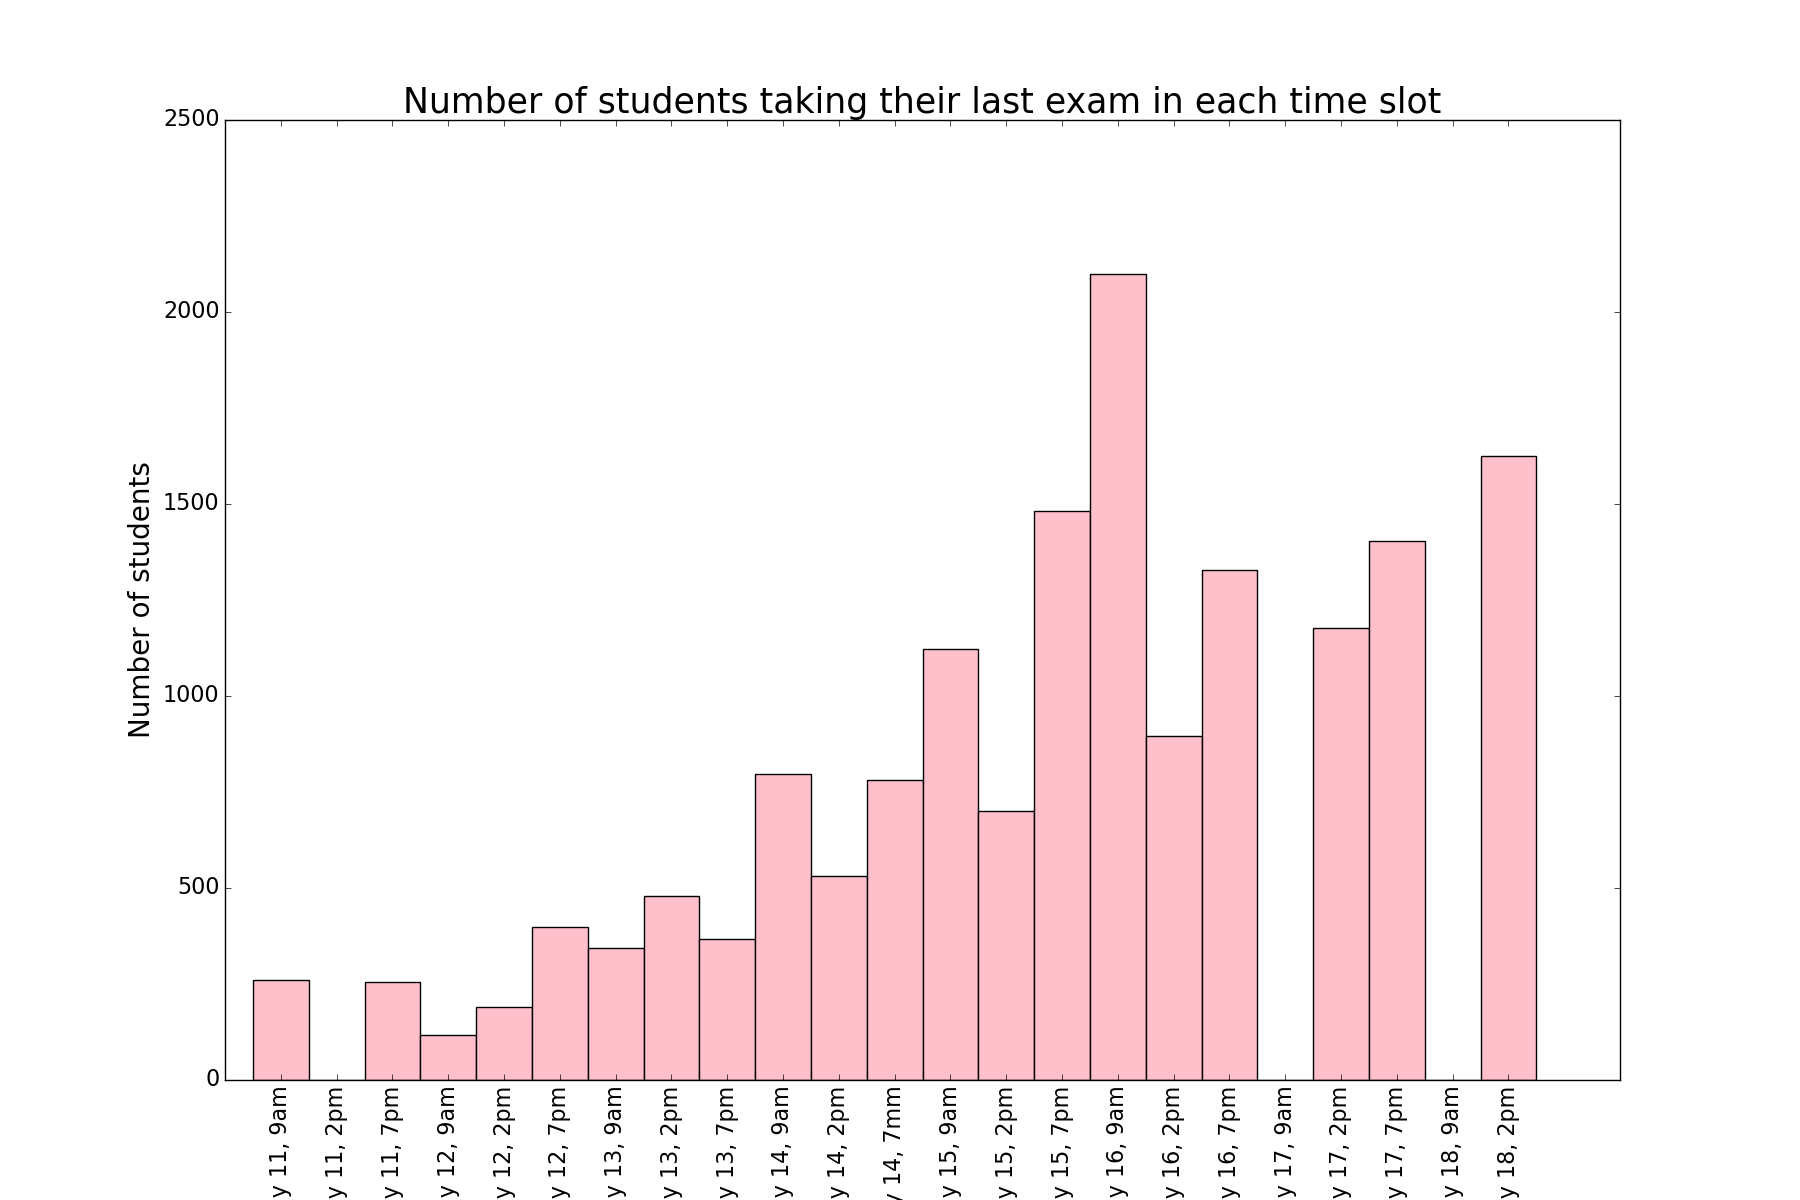 Number of students taking their last exam in each time slot
Number of students
2500
2000
1500
1000
500
0
y 11, 9am
y 11, 2pm
y 11, 7pm
y 12, 9am
y 12, 2pm
y 12, 7pm
y 13, 9am
y 13, 2pm
y 13, 7pm
y 14, 9am
y 14, 2pm
y 14, 7mm
y 15, 9am
y 15, 2pm
y 15, 7pm
y 16, 9am
y 16, 2pm
y 16, 7pm
y 17, 9am
y 17, 2pm
y 17, 7pm
y 18, 9am
y 18, 2pm